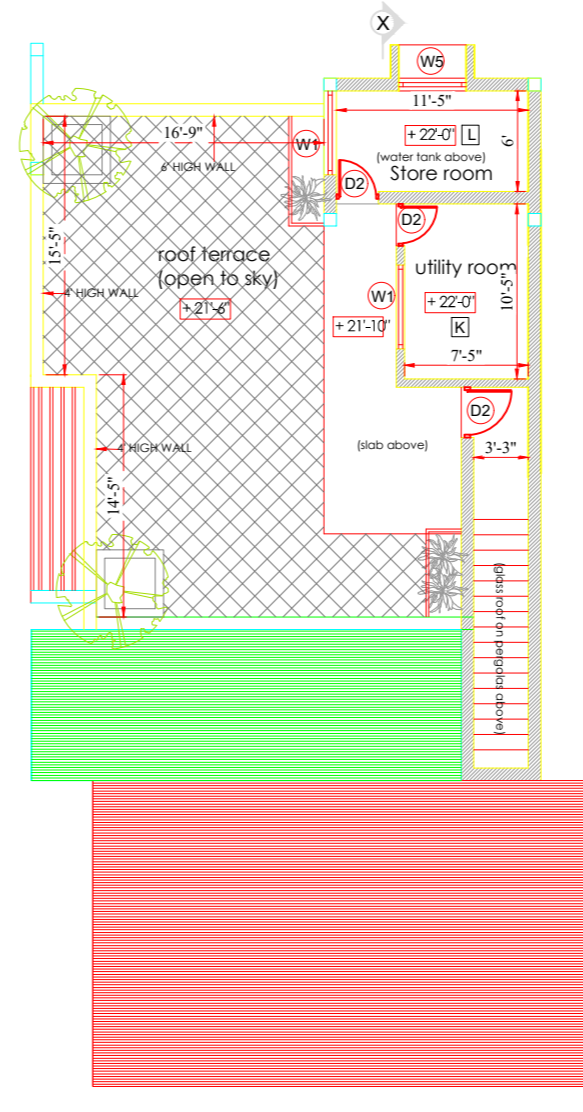 X
W5
11'-5"
16'-9"
+ 22'-0"
L
6'
W1
(water tank above)
6' HIGH WALL
Store room
D2
D2
15'-5"
roof terrace
(open to sky)
utility room
10'-5"
4' HIGH WALL
W1
+ 22'-0"
+ 21'-6"
+ 21'-10"
K
7'-5"
D2
4' HIGH WALL
(slab above)
3'-3"
14'-5"
(glass roof on pergolas above)